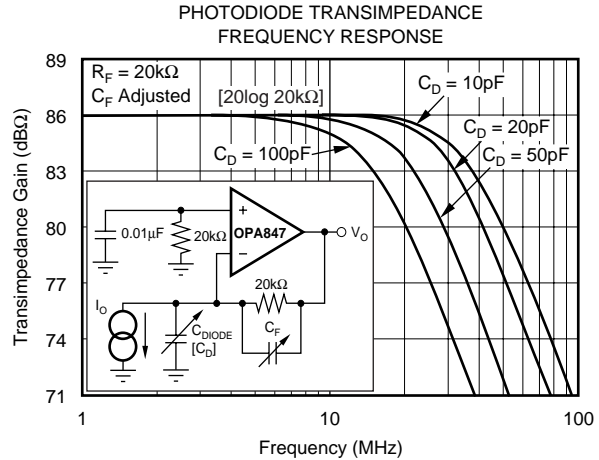 PHOTODIODE TRANSIMPEDANCE
FREQUENCY RESPONSE
89
86
83
80
77
74
71
Transimpedance Gain (dBΩ)
R_F = 20kΩ
C_F Adjusted
[20log 20kΩ]
C_D = 10pF
C_D = 20pF
C_D = 50pF
C_D = 100pF
0.01µF
20kΩ
+
OPA847
−
V_O
20kΩ
I_O
C_DIODE
[C_D]
C_F
1
10
100
Frequency (MHz)